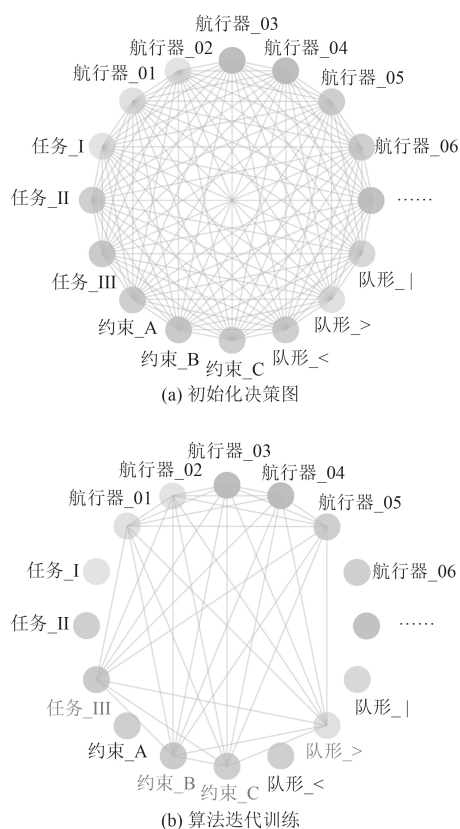 航行器_03
航行器_02
航行器_04
航行器_01
航行器_05
任务_I
航行器_06
任务_II
……
任务_III
队形_|
约束_A
队形_>
约束_B
约束_C
队形_<
(a) 初始化决策图
航行器_03
航行器_02
航行器_04
航行器_01
航行器_05
任务_I
航行器_06
任务_II
……
任务_III
队形_|
约束_A
队形_>
约束_B
约束_C
队形_<
(b) 算法迭代训练